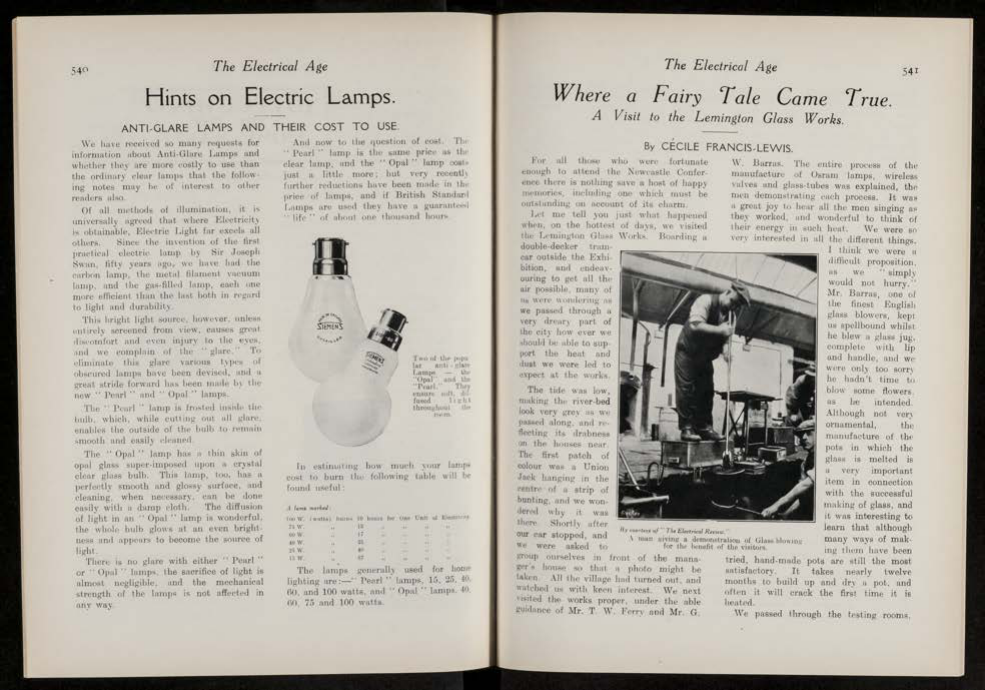 540
The Electrical Age
Hints on Electric Lamps.
ANTI-GLARE LAMPS AND THEIR COST TO USE.
We have received so many requests for
information about Anti-Glare Lamps and
whether they are more costly to use than
the ordinary clear lamps that the follow-
ing notes may be of interest to other
readers also.
Of all methods of illumination, it is
universally agreed that where Electricity
is obtainable, Electric Light far excels all
others. Since the invention of the first
practical electric lamp by Sir Joseph
Swan, fifty years ago, we have had the
carbon lamp, the metal filament vacuum
lamp, and the gas-filled lamp, each one
more efficient than the last both in regard
to light and durability.
This bright light source, however, unless
entirely screened from view, causes great
discomfort and even injury to the eyes,
and we complain of the " glare." To
eliminate this glare various types of
obscured lamps have been devised, and a
great stride forward has been made by the
new " Pearl " and " Opal " lamps.
The " Pearl " lamp is frosted inside the
bulb, which, while cutting out all glare,
enables the outside of the bulb to remain
smooth and easily cleaned.
The " Opal " lamp has a thin skin of
opal glass super-imposed upon a crystal
clear glass bulb. This lamp, too, has a
perfectly smooth and glossy surface, and
cleaning, when necessary, can be done
easily with a damp cloth. The diffusion
of light in an " Opal " lamp is wonderful,
the whole bulb glows at an even bright-
ness and appears to become the source of
light.
There is no glare with either " Pearl "
or " Opal " lamps, the sacrifice of light is
almost negligible, and the mechanical
strength of the lamps is not affected in
any way.
And now to the question of cost. The
" Pearl " lamp is the same price as the
clear lamp, and the " Opal " lamp costs
just a little more; but very recently
further reductions have been made in the
price of lamps, and if British Standard
Lamps are used they have a guaranteed
" life " of about one thousand hours.
SIEMENS
SIEMENS
Two of the popu
lar anti-glare
Lamps — the
"Opal" and the
"Pearl." They
ensure soft, dif-
fused light
throughout the
room.
In estimating how much your lamps
cost to burn the following table will be
found useful:
A lamp marked:
100 W. (watts) burns 10 hours for One Unit of Electricity
75 W.
60 W. " 17
40 W. " 25
25 W. " 40
15 W.
The lamps generally used for home
lighting are:—" Pearl " lamps, 15, 25, 40,
60, and 100 watts, and " Opal " lamps, 40,
60, 75 and 100 watts.
The Electrical Age
541
Where a Fairy Tale Came True.
A Visit to the Lemington Glass Works.
By CÉCILE FRANCIS-LEWIS.
For all those who were fortunate
enough to attend the Newcastle Confer-
ence there is nothing save a host of happy
memories, including one which must be
outstanding on account of its charm.
Let me tell you just what happened
when, on the hottest of days, we visited
the Lemington Glass Works. Boarding a
double-decker tram-
car outside the Exhi-
bition, and endeav-
ouring to get all the
air possible, many of
us were wondering as
we passed through a
very dreary part of
the city how ever we
should be able to sup-
port the heat and
dust we were led to
expect at the works.
The tide was low,
making the river-bed
look very grey as we
passed along, and re-
flecting its drabness
on the houses near.
The first patch of
colour was a Union
Jack hanging in the
centre of a strip of
bunting, and we won-
dered why it was
there. Shortly after
our car stopped, and
we were asked to
group ourselves in front of the mana-
ger's house so that a photo might be
taken. All the village had turned out, and
watched us with keen interest. We next
visited the works proper, under the able
guidance of Mr. T. W. Ferry and Mr. G.
By courtesy of "The Electrical Review."
A man giving a demonstration of Glass blowing
for the benefit of the visitors.
W. Barras. The entire process of the
manufacture of Osram lamps, wireless
valves and glass-tubes was explained, the
men demonstrating each process. It was
a great joy to hear all the men singing as
they worked, and wonderful to think of
their energy in such heat. We were so
very interested in all the different things.
I think we were a
difficult proposition,
as we " simply
would not hurry."
Mr. Barras, one of
the finest English
glass blowers, kept
us spellbound whilst
he blew a glass jug,
complete with lip
and handle, and we
were only too sorry
he hadn't time to
blow some flowers
as he intended.
Although not very
ornamental, the
manufacture of the
pots in which the
glass is melted is
a very important
item in connection
with the successful
making of glass, and
it was interesting to
learn that although
many ways of mak-
ing them have been
tried, hand-made pots are still the most
satisfactory. It takes nearly twelve
months to build up and dry a pot, and
often it will crack the first time it is
heated.
We passed through the testing rooms,